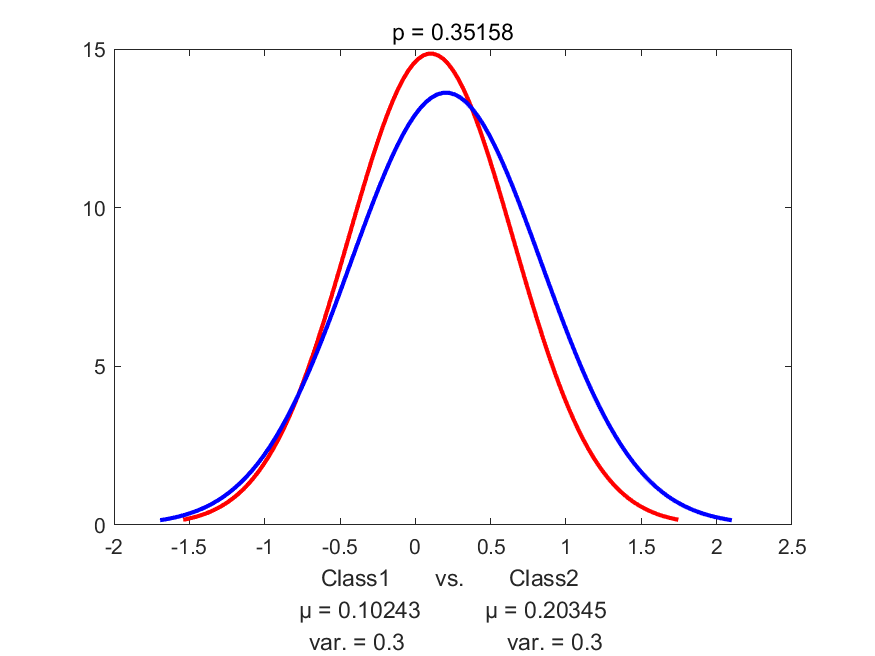 p = 0.35158
15
10
5
0
-2 -1.5 -1 -0.5 0 0.5 1 1.5 2 2.5
Class1 vs. Class2
μ = 0.10243 μ = 0.20345
var. = 0.3 var. = 0.3